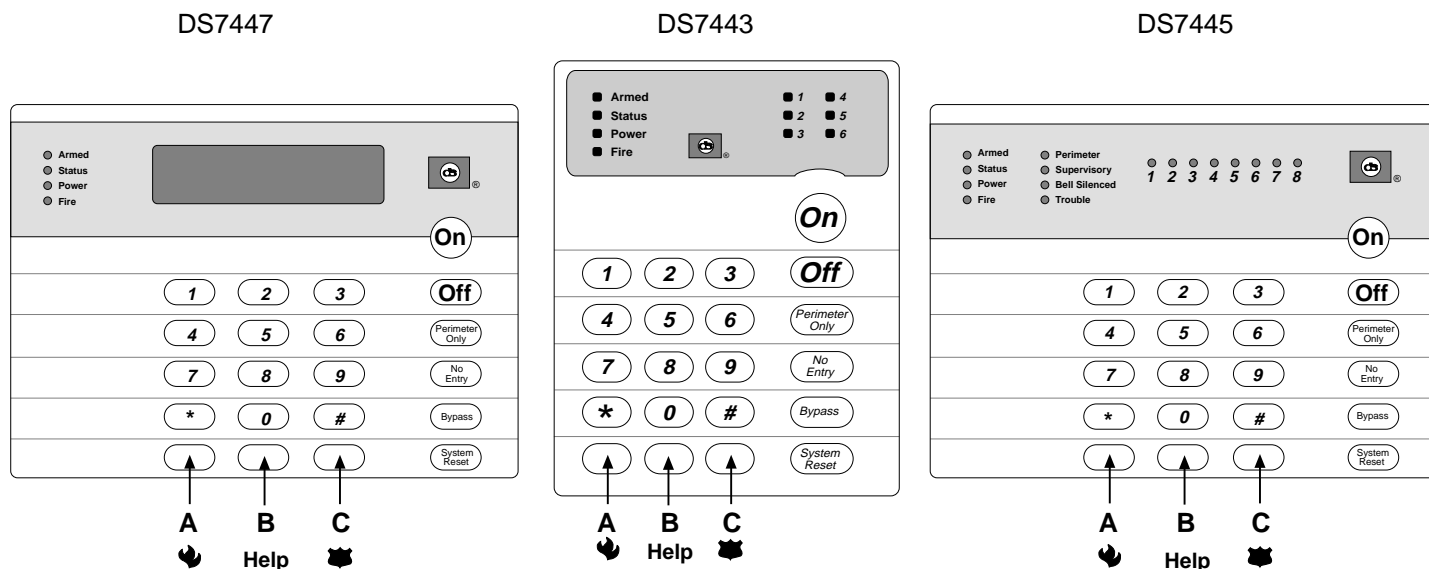 DS7447
Armed
Status
Power
Fire
ds ®
On
1 2 3 Off
4 5 6 Perimeter Only
7 8 9 No Entry
* 0 # Bypass
System Reset
A B C
Help
DS7443
Armed 1 4
Status 2 5
Power 3 6
Fire
ds ®
On
1 2 3 Off
4 5 6 Perimeter Only
7 8 9 No Entry
* 0 # Bypass
System Reset
A B C
Help
DS7445
Armed Perimeter
Status Supervisory
Power Bell Silenced
Fire Trouble
1 2 3 4 5 6 7 8
ds ®
On
1 2 3 Off
4 5 6 Perimeter Only
7 8 9 No Entry
* 0 # Bypass
System Reset
A B C
Help